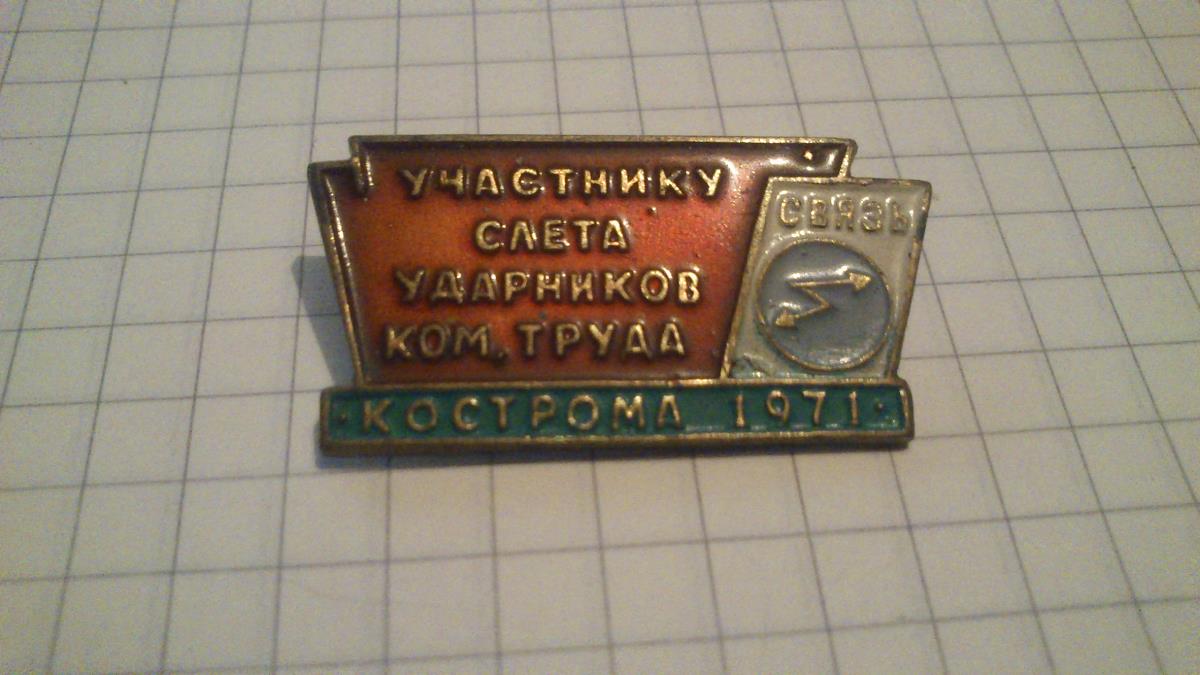 УЧАСТНИКУ
СЛЕТА
УДАРНИКОВ
КОМ. ТРУДА
СВЯЗЬ
·КОСТРОМА 1971·